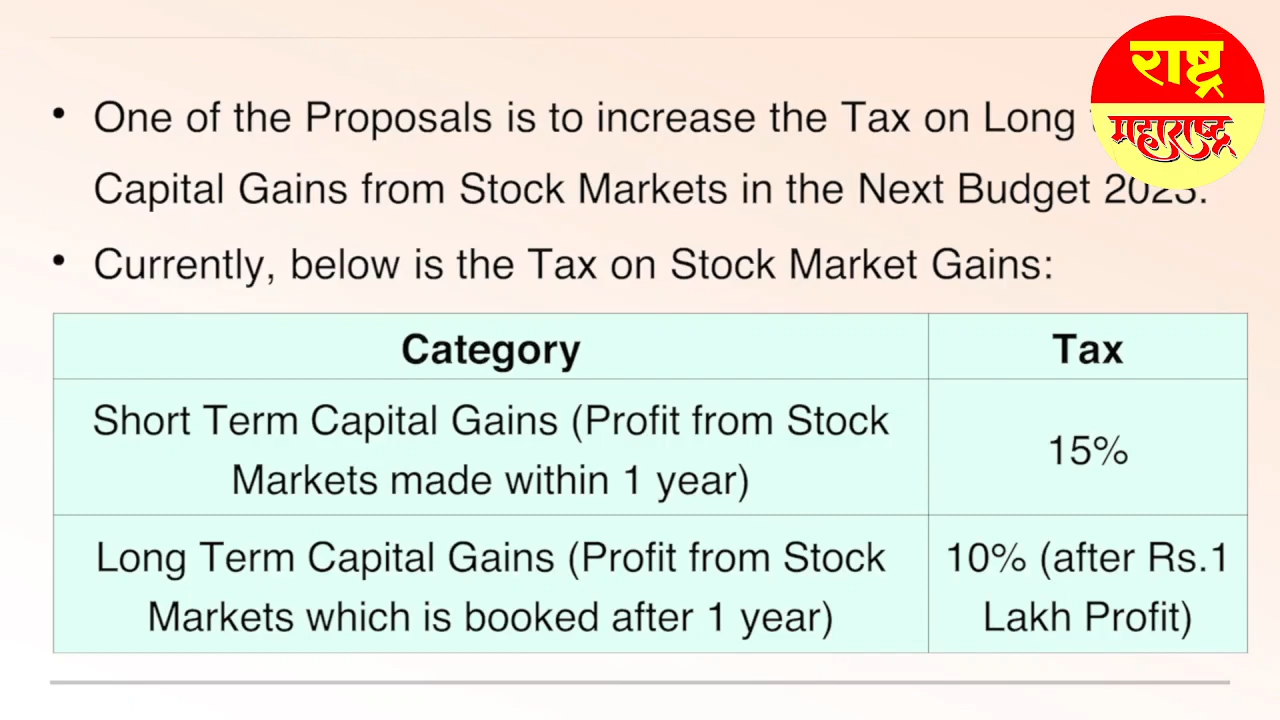 राष्ट्र
महाराष्ट्र
• One of the Proposals is to increase the Tax on Long
Capital Gains from Stock Markets in the Next Budget 2023.
• Currently, below is the Tax on Stock Market Gains:
Category
Tax
Short Term Capital Gains (Profit from Stock
Markets made within 1 year)
15%
Long Term Capital Gains (Profit from Stock
Markets which is booked after 1 year)
10% (after Rs.1
Lakh Profit)